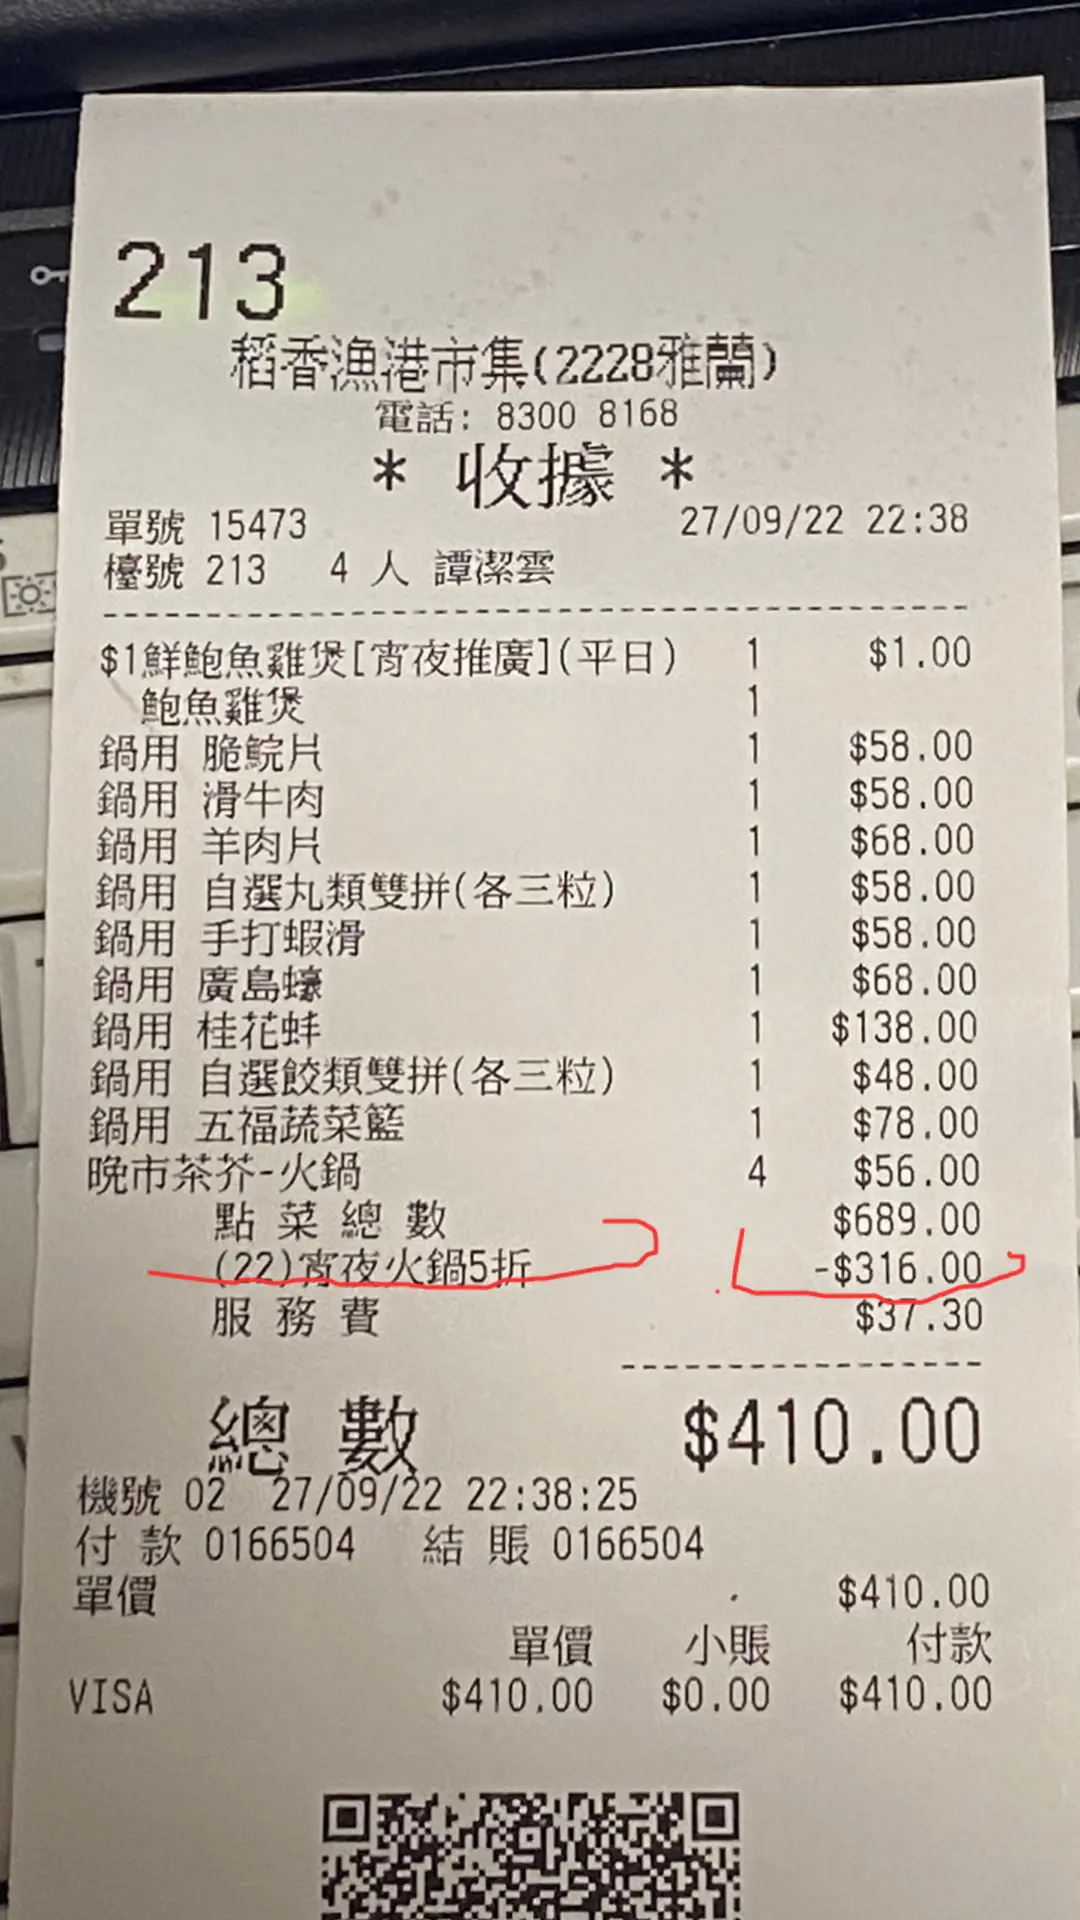 213
稻香漁港市集(2228雅蘭)
電話: 8300 8168
* 收據 *
單號 15473 27/09/22 22:38
檯號 213 4 人 譚潔雲
$1鮮鮑魚雞煲[宵夜推廣](平日) 1 $1.00
鮑魚雞煲 1
鍋用 脆鯇片 1 $58.00
鍋用 滑牛肉 1 $58.00
鍋用 羊肉片 1 $68.00
鍋用 自選丸類雙拼(各三粒) 1 $58.00
鍋用 手打蝦滑 1 $58.00
鍋用 廣島蠔 1 $68.00
鍋用 桂花蚌 1 $138.00
鍋用 自選餃類雙拼(各三粒) 1 $48.00
鍋用 五福蔬菜籃 1 $78.00
晚市茶芥-火鍋 4 $56.00
點 菜 總 數 $689.00
(22)宵夜火鍋5折 -$316.00
服 務 費 $37.30
總 數 $410.00
機號 02 27/09/22 22:38:25
付 款 0166504 結 賬 0166504
單價 $410.00
單價 小賬 付款
VISA $410.00 $0.00 $410.00